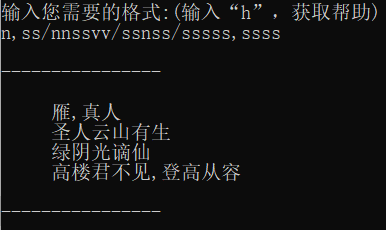 输入您需要的格式:(输入“h”，获取帮助)
n,ss/nnssvv/ssnss/sssss,ssss
----------------
雁,真人
圣人云山有生
绿阴光谪仙
高楼君不见,登高从容
----------------